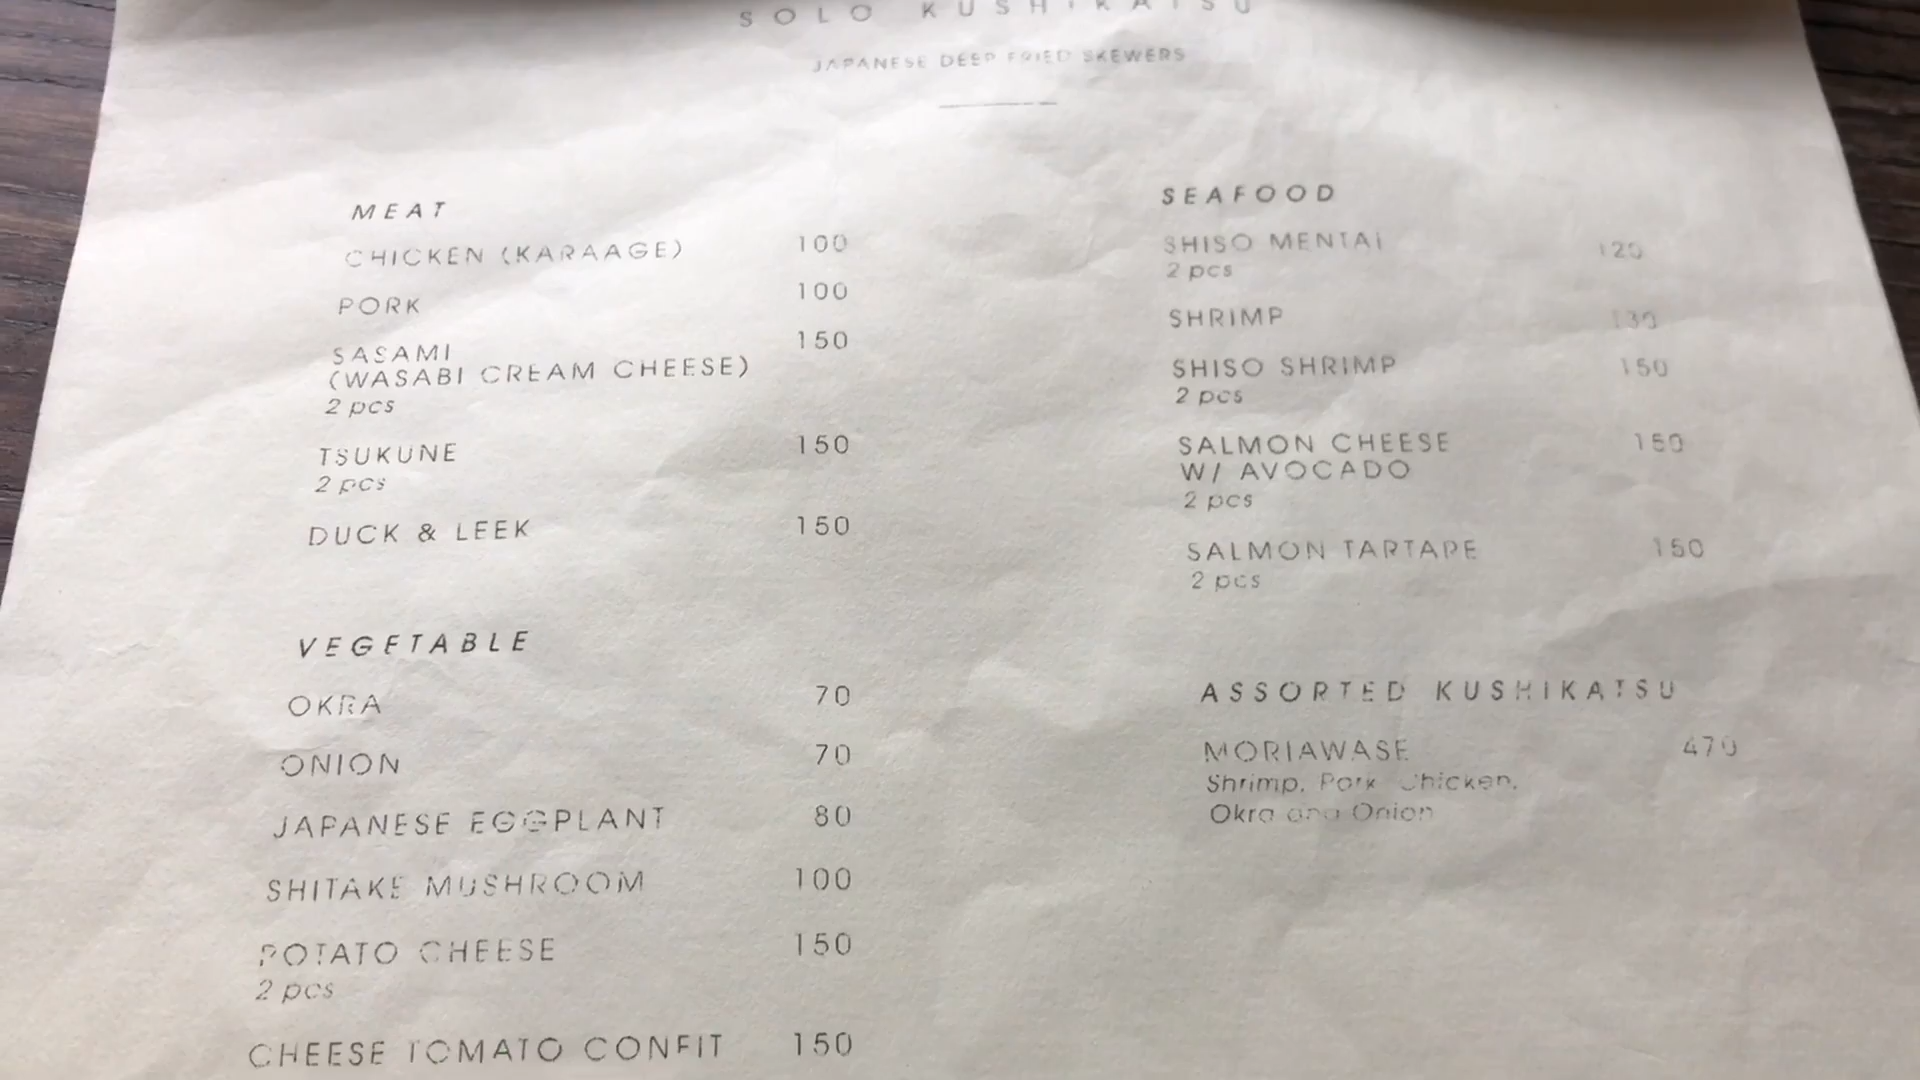 SOLO KUSHIKATSU
JAPANESE DEEP FRIED SKEWERS
MEAT
CHICKEN (KARAAGE) 100
PORK 100
SASAMI 150
(WASABI CREAM CHEESE)
2 pcs
TSUKUNE 150
2 pcs
DUCK & LEEK 150
VEGETABLE
OKRA 70
ONION 70
JAPANESE EGGPLANT 80
SHITAKE MUSHROOM 100
POTATO CHEESE 150
2 pcs
CHEESE TOMATO CONFIT 150
SEAFOOD
SHISO MENTAI 120
2 pcs
SHRIMP 130
SHISO SHRIMP 150
2 pcs
SALMON CHEESE 150
W/ AVOCADO
2 pcs
SALMON TARTARE 150
2 pcs
ASSORTED KUSHIKATSU
MORIAWASE 470
Shrimp, Pork, Chicken,
Okra and Onion